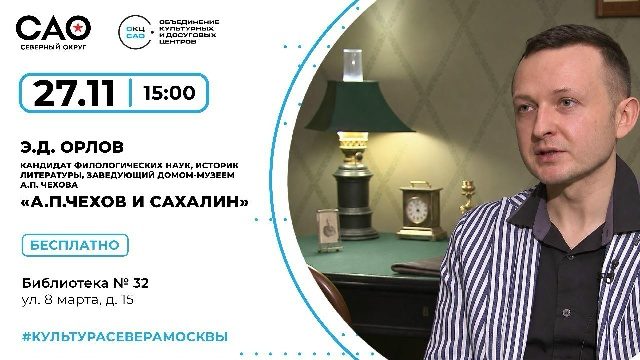 САО
СЕВЕРНЫЙ ОКРУГ
ОКЦ
САО
ОБЪЕДИНЕНИЕ
КУЛЬТУРНЫХ
И ДОСУГОВЫХ
ЦЕНТРОВ
27.11 15:00
Э.Д. ОРЛОВ
КАНДИДАТ ФИЛОЛОГИЧЕСКИХ НАУК, ИСТОРИК
ЛИТЕРАТУРЫ, ЗАВЕДУЮЩИЙ ДОМОМ-МУЗЕЕМ
А.П. ЧЕХОВА
«А.П.ЧЕХОВ И САХАЛИН»
БЕСПЛАТНО
Библиотека № 32
ул. 8 марта, д. 15
#КУЛЬТУРАСЕВЕРАМОСКВЫ